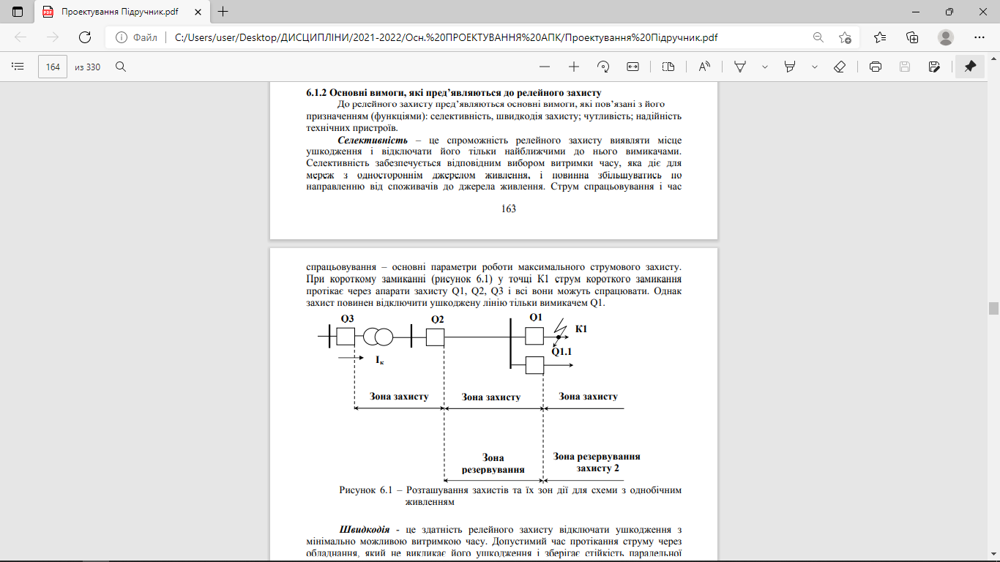 Проектування Підручник.pdf
Файл
C:/Users/user/Desktop/ДИСЦИПЛІНИ/2021-2022/Осн.%20ПРОЕКТУВАННЯ%20АПК/Проектування%20Підручник.pdf
164 из 330
6.1.2 Основні вимоги, які пред’являються до релейного захисту
До релейного захисту пред’являються основні вимоги, які пов’язані з його
призначенням (функціями): селективність, швидкодія захисту; чутливість; надійність
технічних пристроїв.
Селективність – це спроможність релейного захисту виявляти місце
ушкодження і відключати його тільки найближчими до нього вимикачами.
Селективність забезпечується відповідним вибором витримки часу, яка діє для
мереж з одностороннім джерелом живлення, і повинна збільшуватись по
направленню від споживачів до джерела живлення. Струм спрацьовування і час
163
спрацьовування – основні параметри роботи максимального струмового захисту.
При короткому замиканні (рисунок 6.1) у точці К1 струм короткого замикання
протікає через апарати захисту Q1, Q2, Q3 і всі вони можуть спрацювати. Однак
захист повинен відключити ушкоджену лінію тільки вимикачем Q1.
Q3 Q2 Q1
К1
Q1.1
Iк
Зона захисту Зона захисту Зона захисту
Зона
резервування
Зона резервування
захисту 2
Рисунок 6.1 – Розташування захистів та їх зон дії для схеми з однобічним
живленням
Швидкодія - це здатність релейного захисту відключати ушкодження з
мінімально можливою витримкою часу. Допустимий час протікання струму через
обладнання, який не викликає його ушкодження і зберігає стійкість паралельної